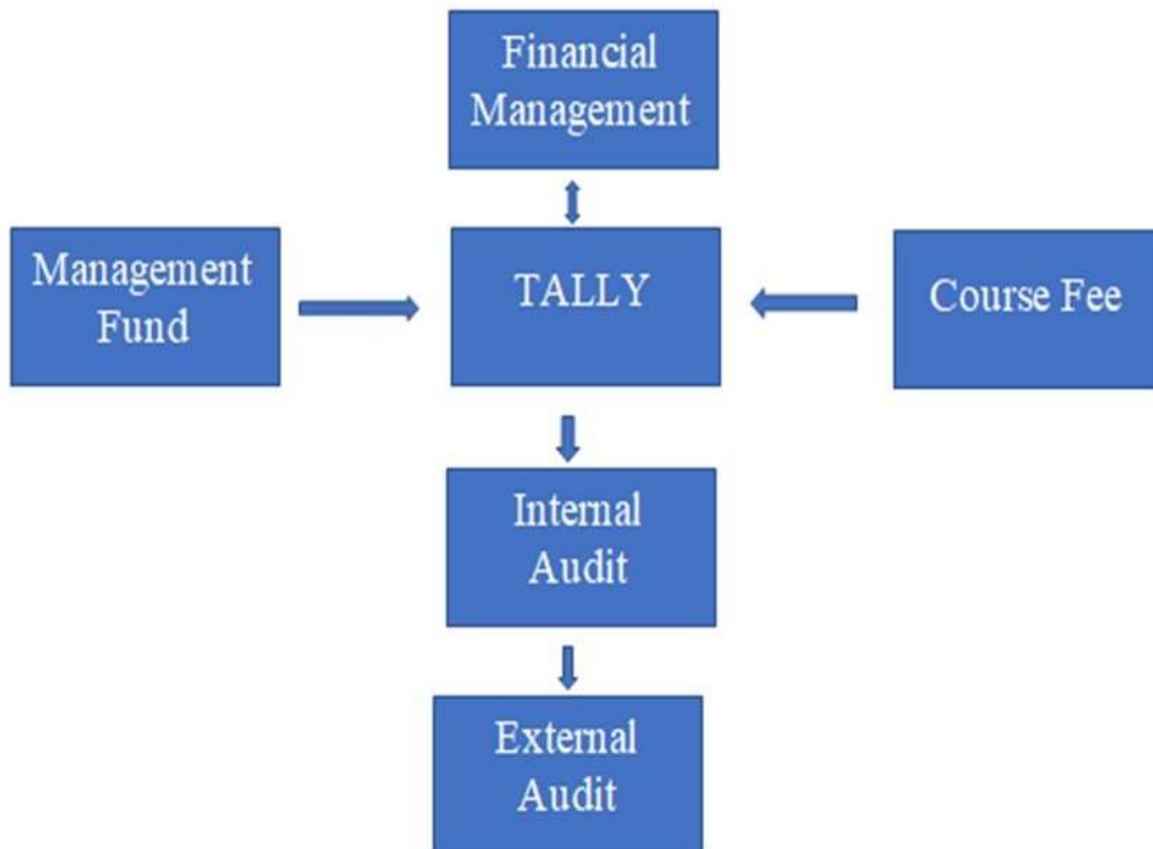 Financial
Management
Management
Fund
TALLY
Course Fee
Internal
Audit
External
Audit